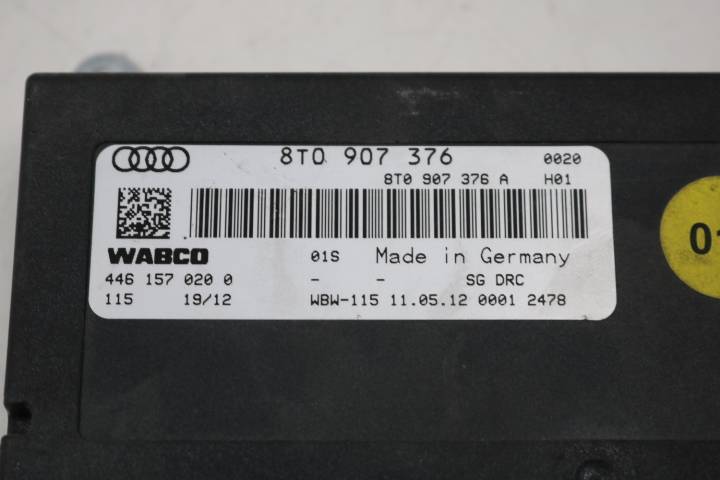 8T0 907 376 0020
8T0 907 376 A H01
WABCO 01S Made in Germany
446 157 020 0 - - SG DRC
115 19/12 WBW-115 11.05.12 0001 2478